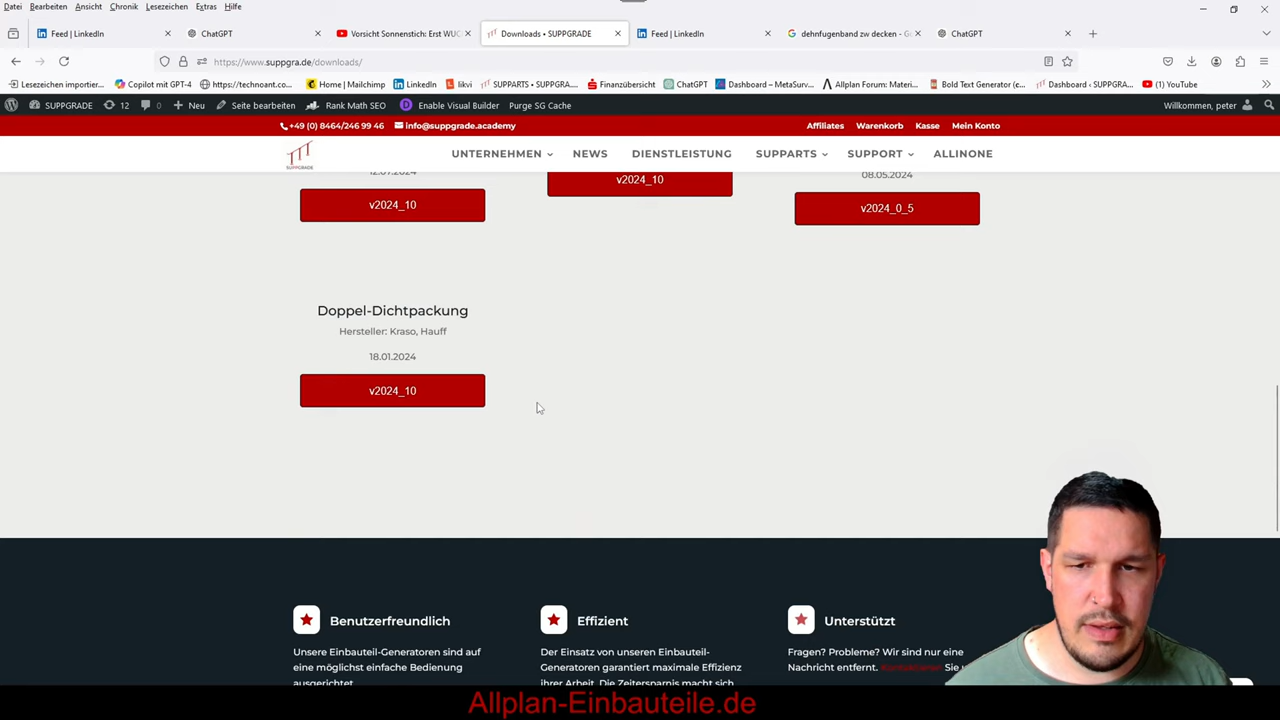 Datei Bearbeiten Ansicht Chronik Lesezeichen Extras Hilfe
Feed | LinkedIn
ChatGPT
Vorsicht Sonnenstich: Erst WUC
Downloads • SUPPGRADE
Feed | LinkedIn
dehnfugenband zw decken - G
ChatGPT
https://www.suppgra.de/downloads/
Lesezeichen importier...
Copilot mit GPT-4
https://technoant.co...
Home | Mailchimp
LinkedIn
likvi
SUPPARTS • SUPPGRA...
Finanzübersicht
ChatGPT
Dashboard – MetaSurv...
Allplan Forum: Materi...
Bold Text Generator (e...
Dashboard ‹ SUPPGRA...
(1) YouTube
SUPPGRADE 12 0 Neu Seite bearbeiten Rank Math SEO Enable Visual Builder Purge SG Cache Willkommen, peter
+49 (0) 8464/246 99 46 info@suppgrade.academy Affiliates Warenkorb Kasse Mein Konto
SUPPGRADE
UNTERNEHMEN NEWS DIENSTLEISTUNG SUPPARTS SUPPORT ALLINONE
12.07.2024
v2024_10
v2024_10
08.05.2024
v2024_0_5
Doppel-Dichtpackung
Hersteller: Kraso, Hauff
18.01.2024
v2024_10
Benutzerfreundlich
Unsere Einbauteil-Generatoren sind auf
eine möglichst einfache Bedienung
ausgerichtet.
Effizient
Der Einsatz von unseren Einbauteil-
Generatoren garantiert maximale Effizienz
ihrer Arbeit. Die Zeitersparnis macht sich
Unterstützt
Fragen? Probleme? Wir sind nur eine
Nachricht entfernt. Kontaktieren Sie u
Allplan-Einbauteile.de